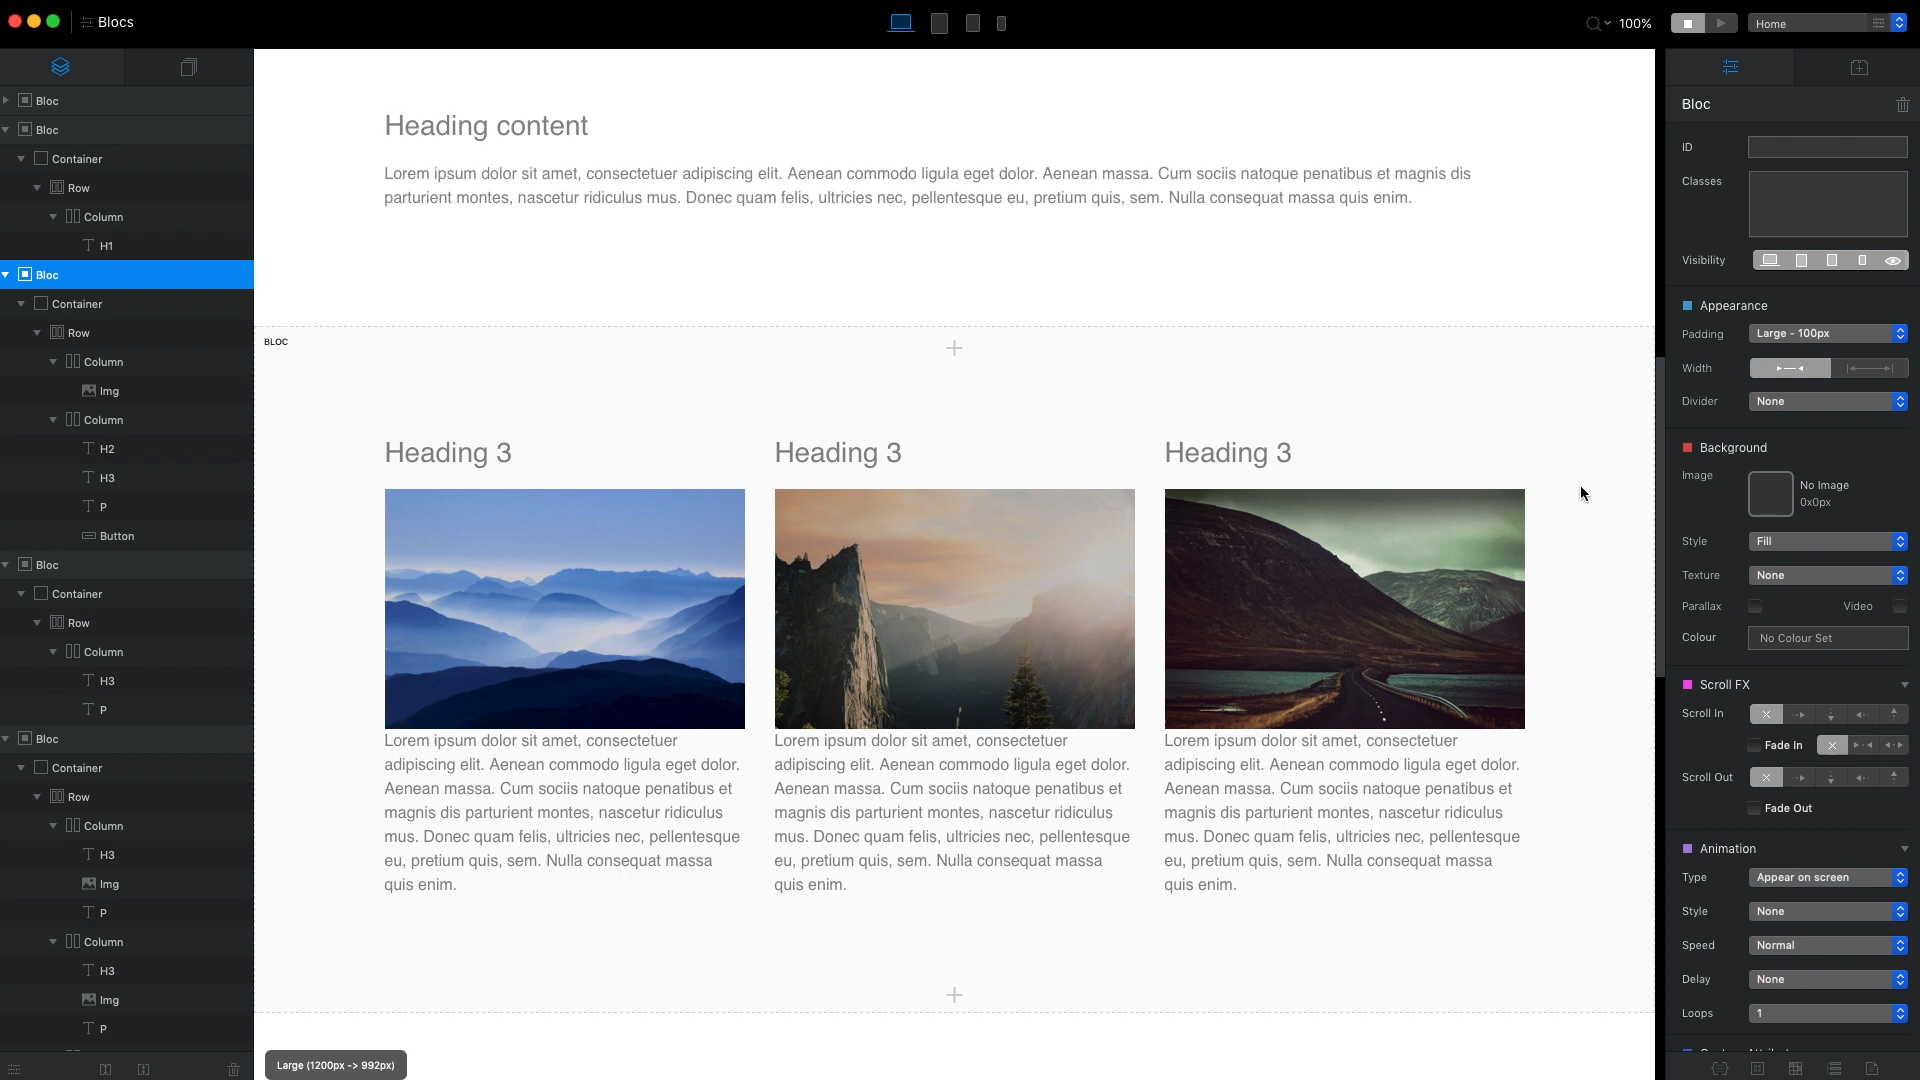 Blocs
100%
Home
Bloc
Bloc
Container
Row
Column
H1
Bloc
Container
Row
Column
Img
Column
H2
H3
P
Button
Bloc
Container
Row
Column
H3
P
Bloc
Container
Row
Column
H3
Img
P
Column
H3
Img
P
Heading content
Lorem ipsum dolor sit amet, consectetuer adipiscing elit. Aenean commodo ligula eget dolor. Aenean massa. Cum sociis natoque penatibus et magnis dis
parturient montes, nascetur ridiculus mus. Donec quam felis, ultricies nec, pellentesque eu, pretium quis, sem. Nulla consequat massa quis enim.
BLOC
Heading 3
Lorem ipsum dolor sit amet, consectetuer
adipiscing elit. Aenean commodo ligula eget dolor.
Aenean massa. Cum sociis natoque penatibus et
magnis dis parturient montes, nascetur ridiculus
mus. Donec quam felis, ultricies nec, pellentesque
eu, pretium quis, sem. Nulla consequat massa
quis enim.
Heading 3
Lorem ipsum dolor sit amet, consectetuer
adipiscing elit. Aenean commodo ligula eget dolor.
Aenean massa. Cum sociis natoque penatibus et
magnis dis parturient montes, nascetur ridiculus
mus. Donec quam felis, ultricies nec, pellentesque
eu, pretium quis, sem. Nulla consequat massa
quis enim.
Heading 3
Lorem ipsum dolor sit amet, consectetuer
adipiscing elit. Aenean commodo ligula eget dolor.
Aenean massa. Cum sociis natoque penatibus et
magnis dis parturient montes, nascetur ridiculus
mus. Donec quam felis, ultricies nec, pellentesque
eu, pretium quis, sem. Nulla consequat massa
quis enim.
Large (1200px -> 992px)
Bloc
ID
Classes
Visibility
Appearance
Padding Large - 100px
Width
Divider None
Background
Image No Image
0x0px
Style Fill
Texture None
Parallax Video
Colour No Colour Set
Scroll FX
Scroll In
Fade In
Scroll Out
Fade Out
Animation
Type Appear on screen
Style None
Speed Normal
Delay None
Loops 1